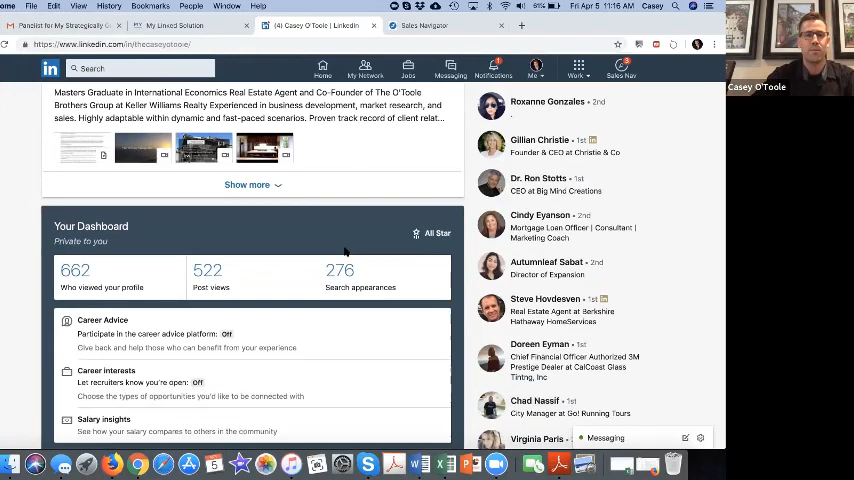 ome File Edit View History Bookmarks People Window Help 61% Fri Apr 5 11:16 AM Casey
Panelist for My Strategically G My Linked Solution (4) Casey O'Toole | LinkedIn Sales Navigator
https://www.linkedin.com/in/thecaseyotoole/
in Search Home My Network Jobs Messaging Notifications Me Work Sales Nav
Casey O'Toole
Masters Graduate in International Economics Real Estate Agent and Co-Founder of The O'Toole
Brothers Group at Keller Williams Realty Experienced in business development, market research, and
sales. Highly adaptable within dynamic and fast-paced scenarios. Proven track record of client relat...
Show more
Your Dashboard
Private to you
All Star
662
Who viewed your profile
522
Post views
276
Search appearances
Career Advice
Participate in the career advice platform: Off
Give back and help those who can benefit from your experience
Career interests
Let recruiters know you're open: Off
Choose the types of opportunities you'd like to be connected with
Salary insights
See how your salary compares to others in the community
Roxanne Gonzales • 2nd
.
Gillian Christie • 1st in
Founder & CEO at Christie & Co
Dr. Ron Stotts • 1st
CEO at Big Mind Creations
Cindy Eyanson • 2nd
Mortgage Loan Officer | Consultant |
Marketing Coach
Autumnleaf Sabat • 2nd
Director of Expansion
Steve Hovdesven • 1st in
Real Estate Agent at Berkshire
Hathaway HomeServices
Doreen Eyman • 1st
Chief Financial Officer Authorized 3M
Prestige Dealer at CalCoast Glass
Tintng, Inc
Chad Nassif • 1st
City Manager at Go! Running Tours
Virginia Paris •
Messaging